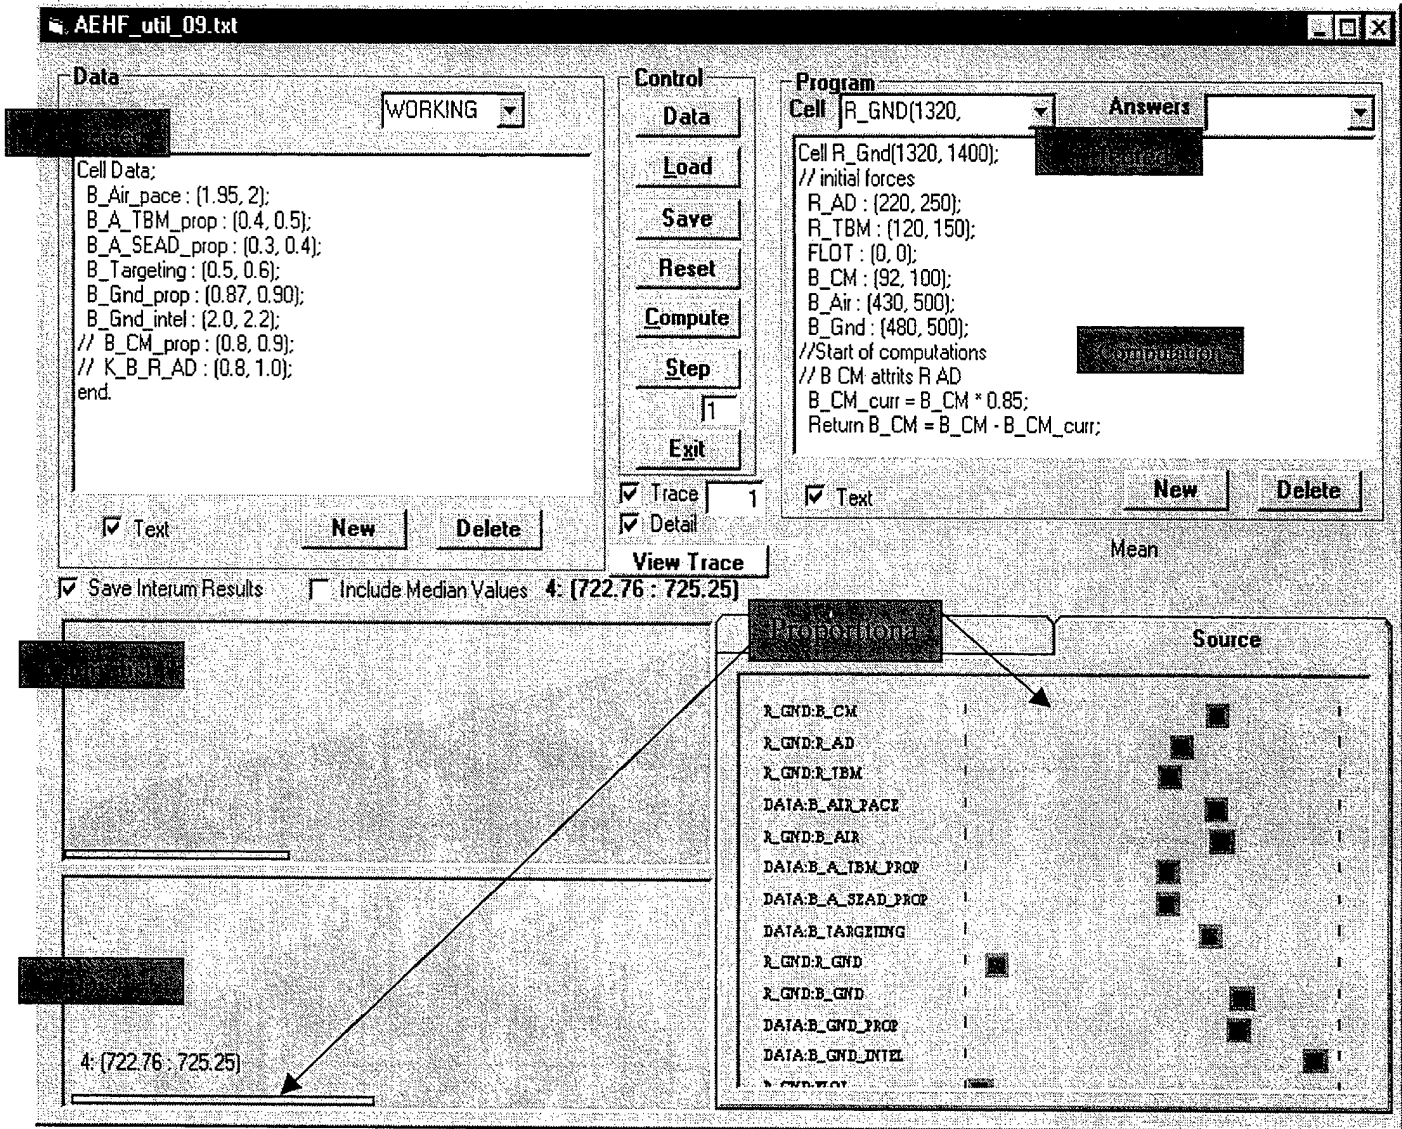 AEHF_util_09.txt
Data
WORKING
Cell Data;
B_Air_pace : (1.95, 2);
B_A_TBM_prop : (0.4, 0.5);
B_A_SEAD_prop : (0.3, 0.4);
B_Targeting : (0.5, 0.6);
B_Gnd_prop : (0.87, 0.90);
B_Gnd_intel : (2.0, 2.2);
// B_CM_prop : (0.8, 0.9);
// K_B_R_AD : (0.8, 1.0);
end.
Text
New
Delete
Control
Data
Load
Save
Reset
Compute
Step
1
Exit
Trace 1
Detail
View Trace
Program
Cell R_GND(1320,
Answers
Cell R_Gnd(1320, 1400);
// initial forces
R_AD : (220, 250);
R_TBM : (120, 150);
FLOT : (0, 0);
B_CM : (92, 100);
B_Air : (430, 500);
B_Gnd : (480, 500);
//Start of computations
// B CM attrits R AD
B_CM_curr = B_CM * 0.85;
Return B_CM = B_CM - B_CM_curr;
Computation
Text
New
Delete
Mean
Save Interum Results
Include Median Values 4: (722.76 : 725.25)
Proportiona
Source
R_GND:B_CM
R_GND:R_AD
R_GND:R_TBM
DATA:B_AIR_PACE
R_GND:B_AIR
DATA:B_A_TBM_PROP
DATA:B_A_SEAD_PROP
DATA:B_TARGETING
R_GND:R_GND
R_GND:B_GND
DATA:B_GND_PROP
DATA:B_GND_INTEL
R_GND:FLOT
4: (722.76 : 725.25)